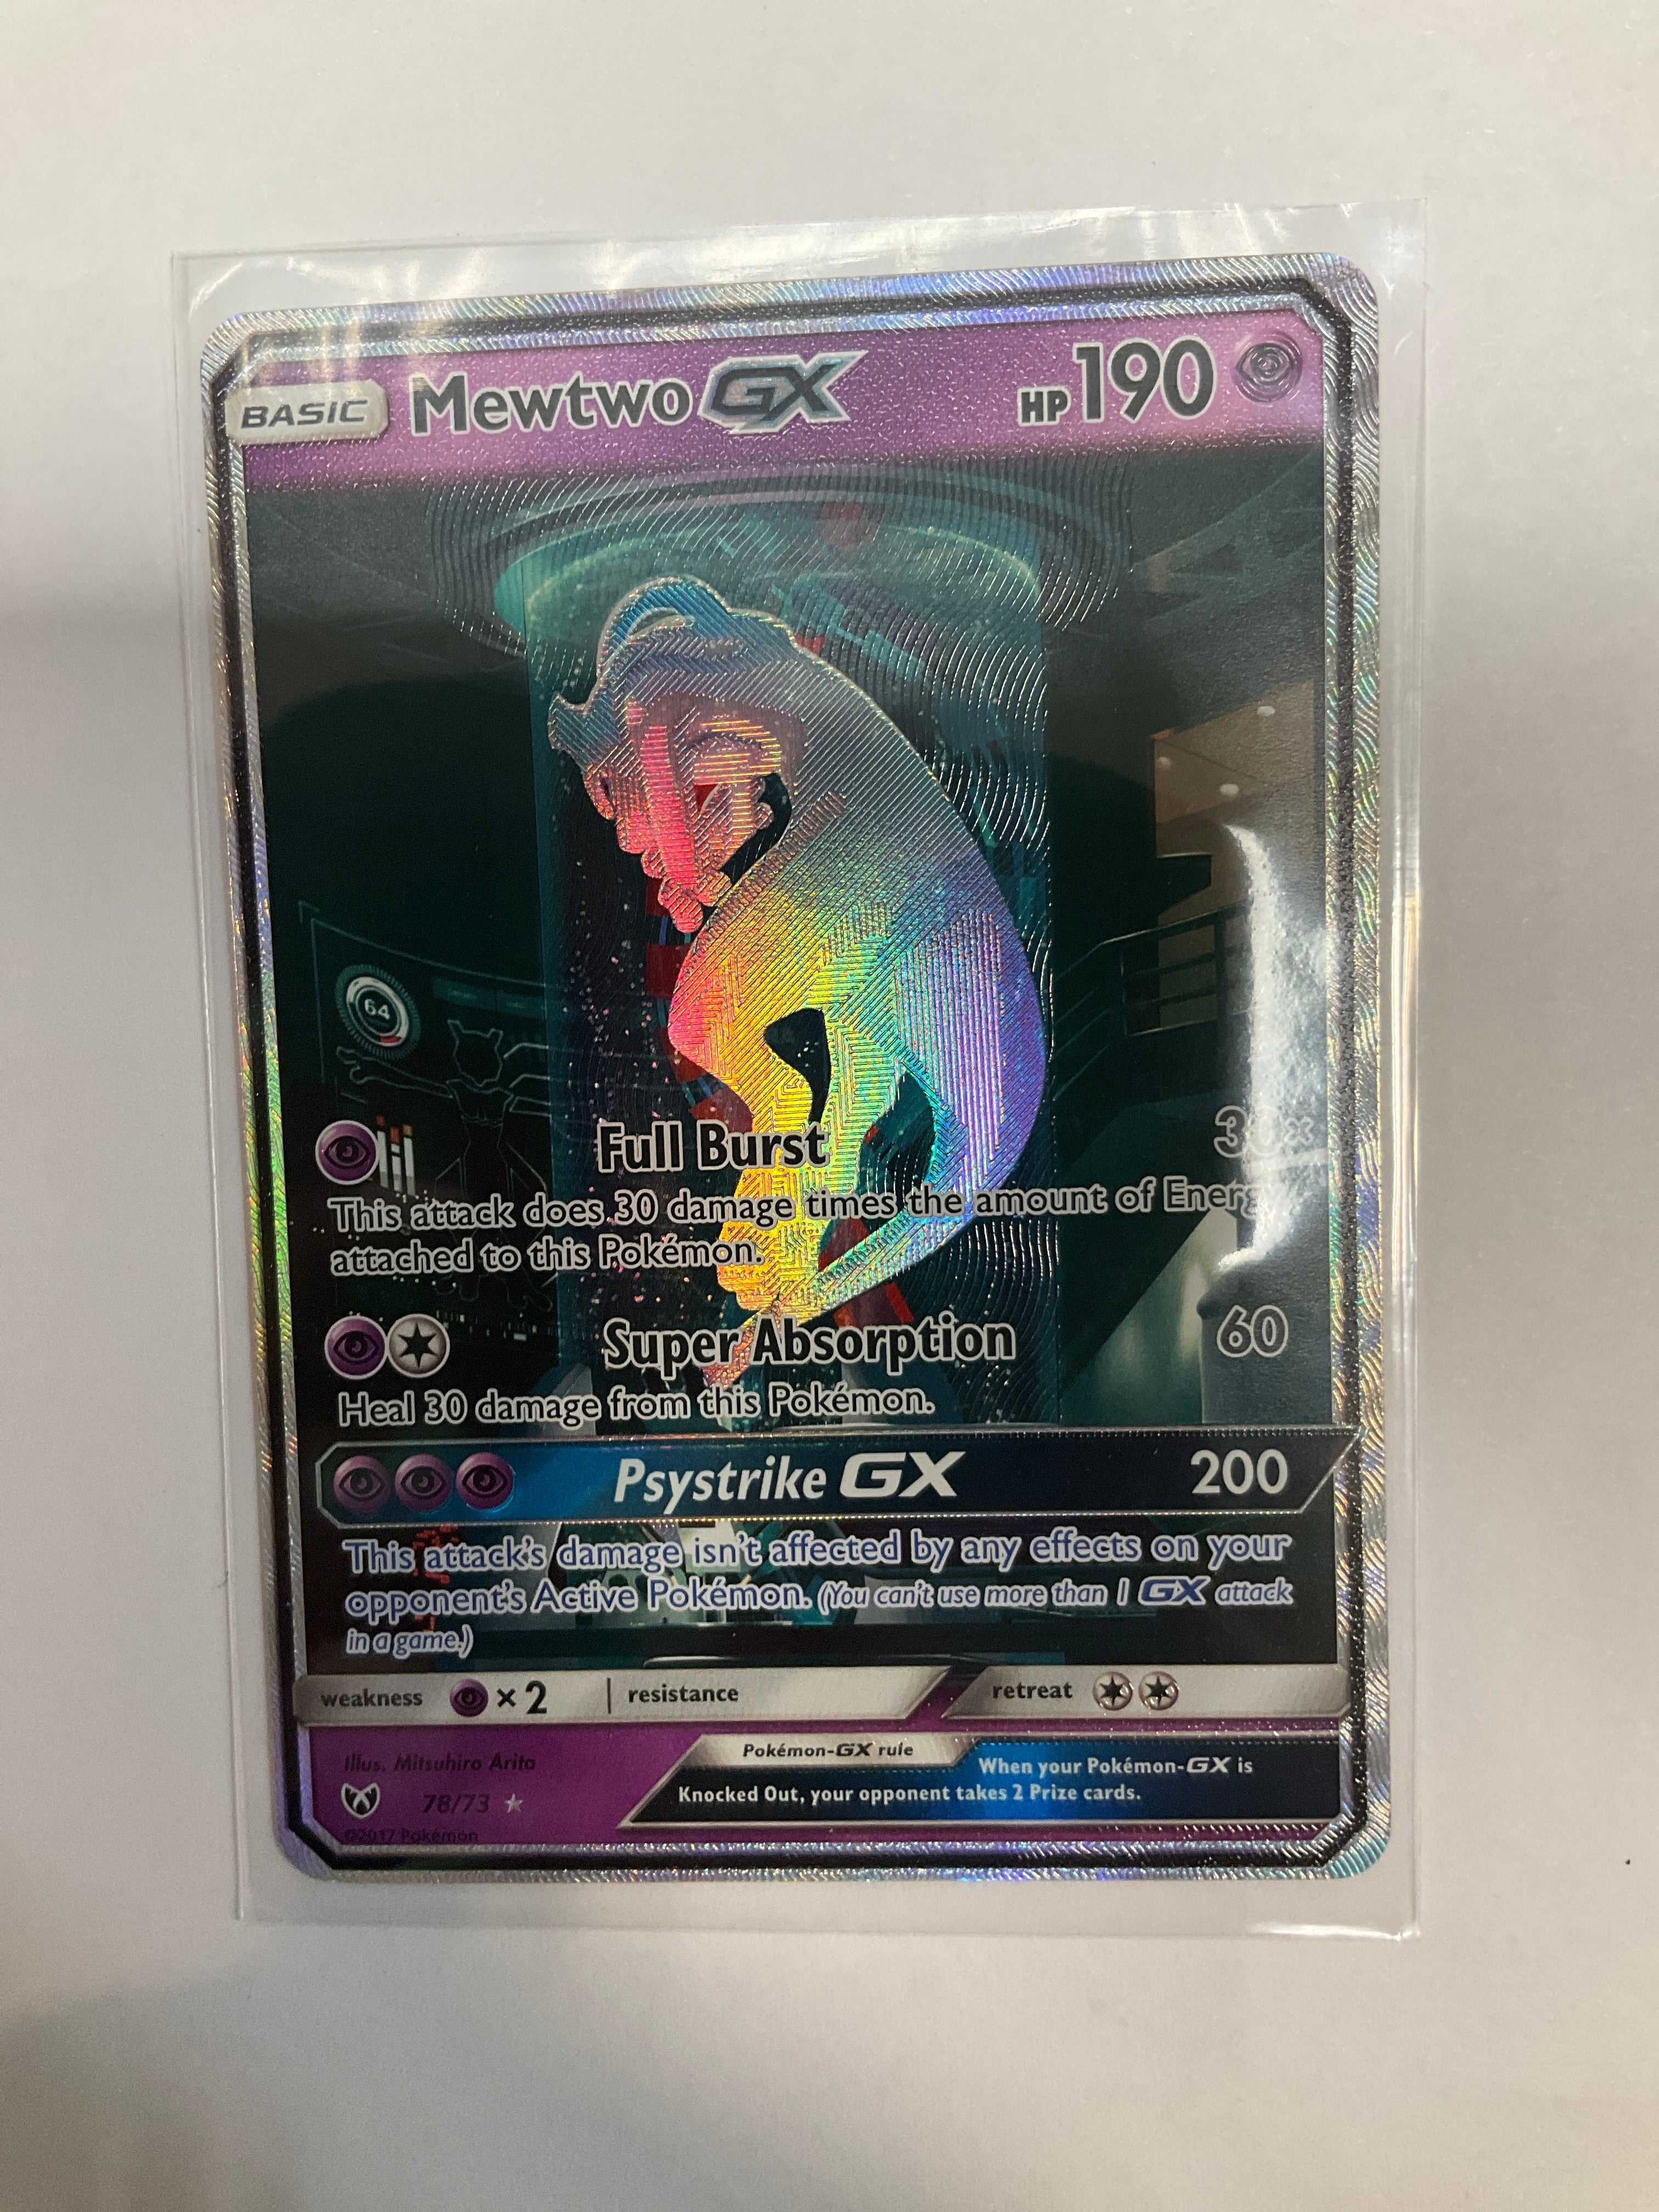 BASIC Mewtwo GX HP 190
64
Full Burst 30x
This attack does 30 damage times the amount of Energy
attached to this Pokémon.
Super Absorption 60
Heal 30 damage from this Pokémon.
Psystrike GX 200
This attack's damage isn't affected by any effects on your
opponent's Active Pokémon. (You can't use more than 1 GX attack
in a game.)
weakness ×2 resistance retreat
Illus. Mitsuhiro Arita
78/73
©2017 Pokémon
Pokémon-GX rule
When your Pokémon-GX is
Knocked Out, your opponent takes 2 Prize cards.